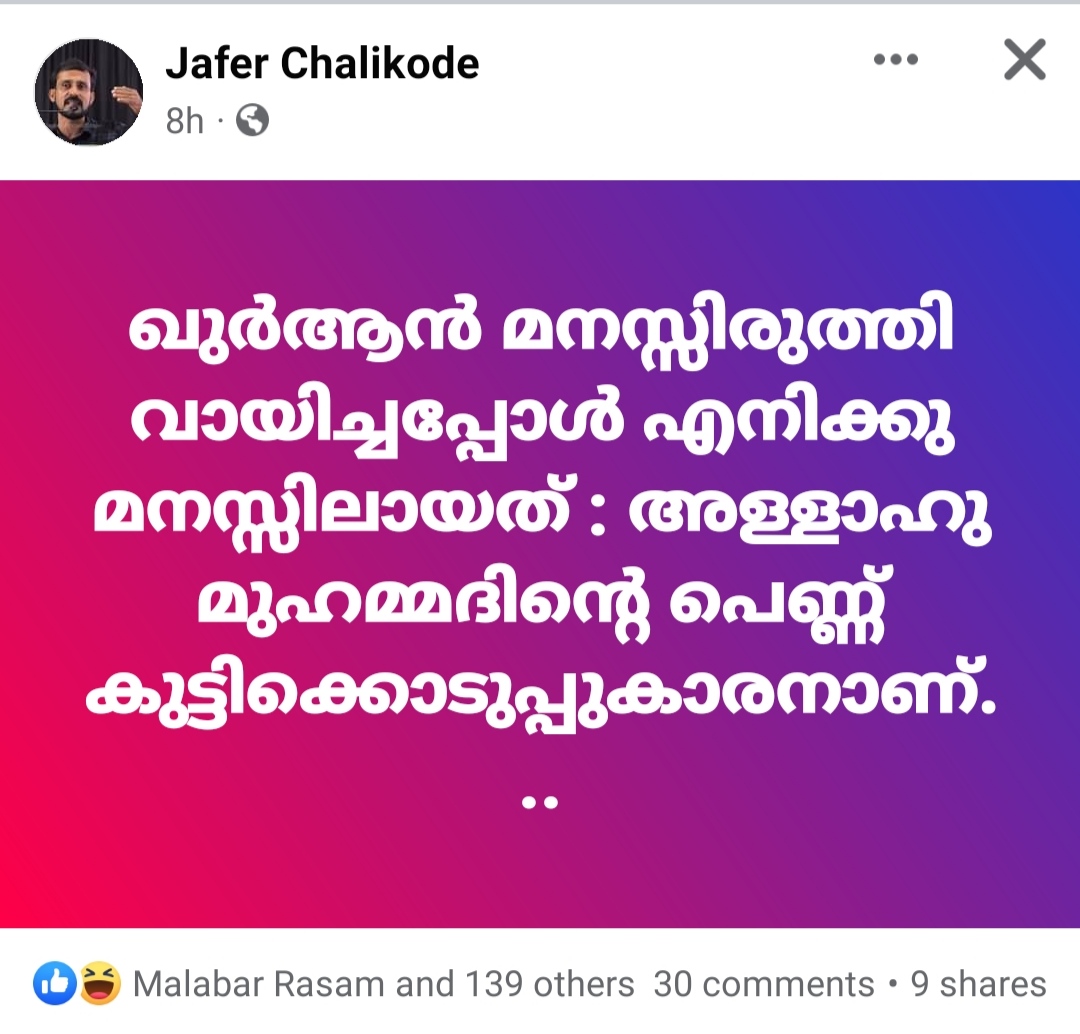 Jafer Chalikode
8h ·
ഖുർആൻ മനസ്സിരുത്തി
വായിച്ചപ്പോൾ എനിക്കു
മനസ്സിലായത് : അള്ളാഹു
മുഹമ്മദിന്റെ പെണ്ണ്
കുട്ടിക്കൊടുപ്പുകാരനാണ്.
..
Malabar Rasam and 139 others 30 comments • 9 shares